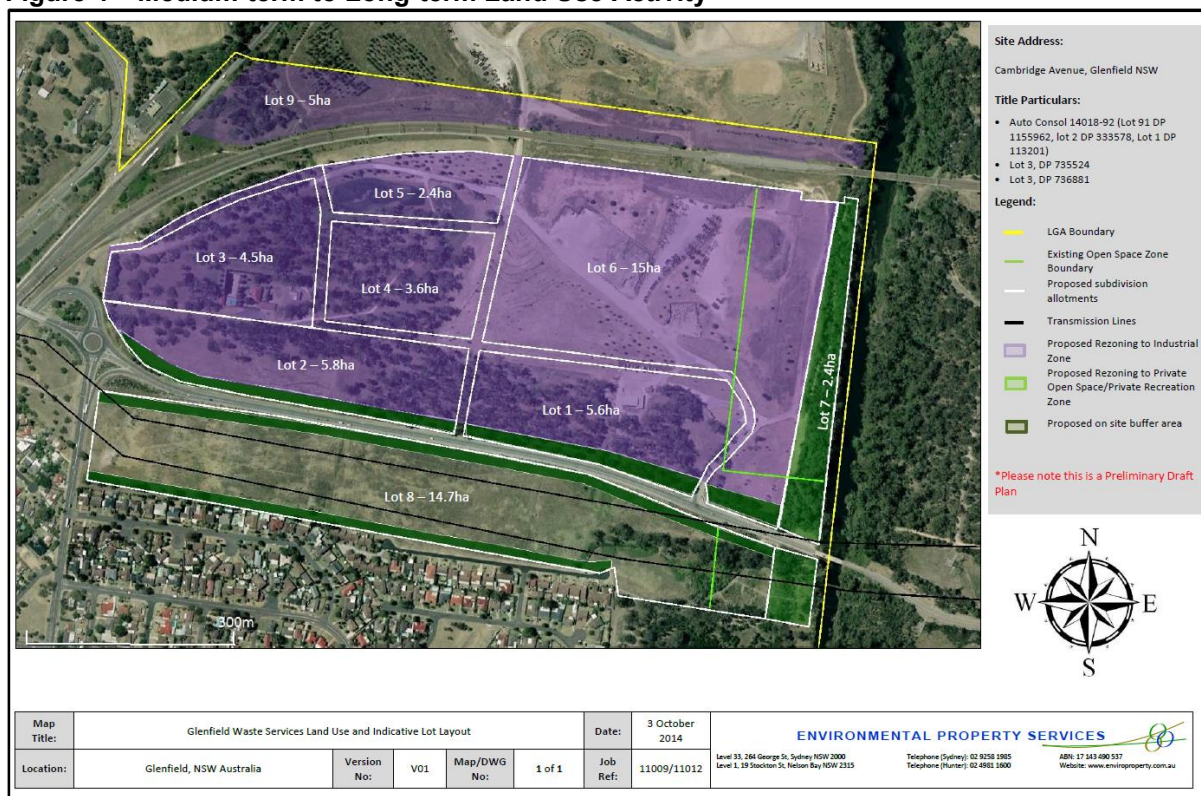 Figure 4 – Medium term to Long term Land Use Activity
Lot 9 – 5ha
Lot 5 – 2.4ha
Lot 3 – 4.5ha
Lot 4 – 3.6ha
Lot 6 – 15ha
Lot 2 – 5.8ha
Lot 1 – 5.6ha
Lot 7 – 2.4ha
Lot 8 – 14.7ha
300m
Site Address:
Cambridge Avenue, Glenfield NSW
Title Particulars:
• Auto Consol 14018-92 (Lot 91 DP
1155962, lot 2 DP 333578, Lot 1 DP
113201)
• Lot 3, DP 735524
• Lot 3, DP 736881
Legend:
LGA Boundary
Existing Open Space Zone
Boundary
Proposed subdivision
allotments
Transmission Lines
Proposed Rezoning to Industrial
Zone
Proposed Rezoning to Private
Open Space/Private Recreation
Zone
Proposed on site buffer area
*Please note this is a Preliminary Draft
Plan
N
W E
S
Map
Title:
Glenfield Waste Services Land Use and Indicative Lot Layout
Date:
3 October
2014
Location:
Glenfield, NSW Australia
Version
No:
V01
Map/DWG
No:
1 of 1
Job
Ref:
11009/11012
ENVIRONMENTAL PROPERTY SERVICES
Level 33, 264 George St, Sydney NSW 2000
Level 1, 19 Stockton St, Nelson Bay NSW 2315
Telephone (Sydney): 02 9258 1985
Telephone (Hunter): 02 4981 1600
ABN: 17 143 490 537
Website: www.enviroproperty.com.au